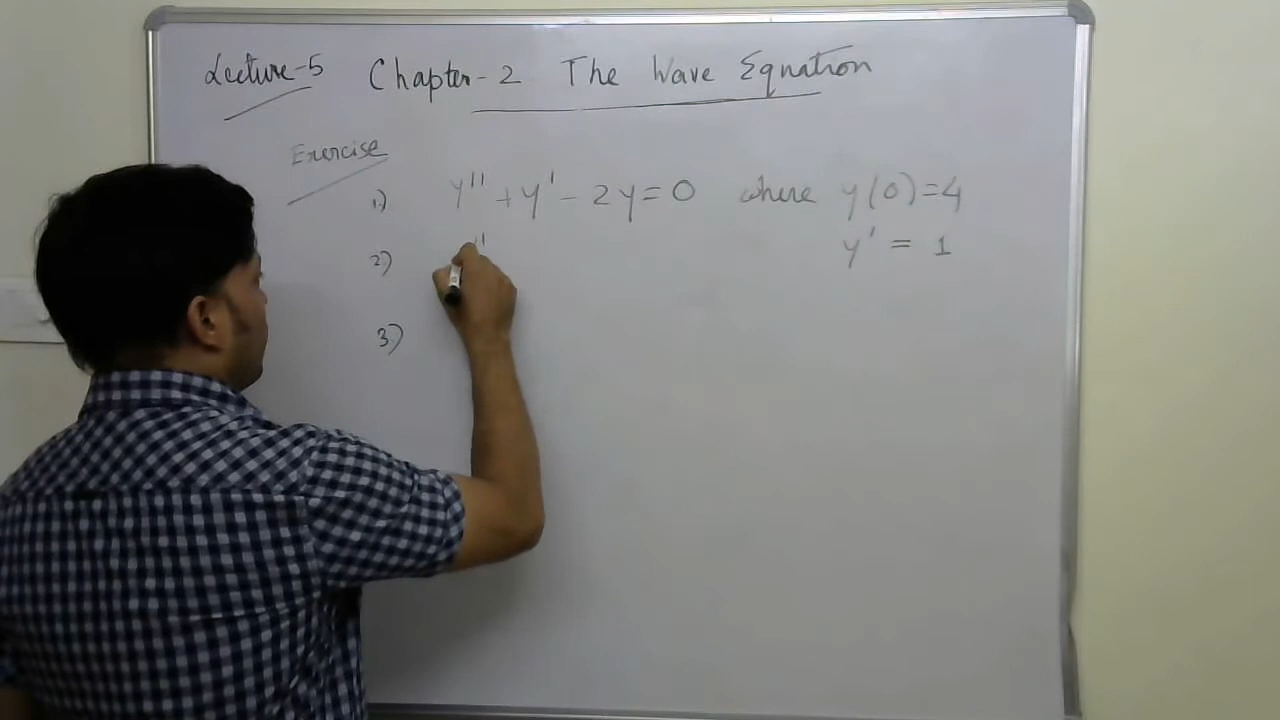 Lecture-5 Chapter-2 The Wave Equation
Exercise
1.) y'' + y' - 2y = 0 where y(0) = 4
y' = 1
2.) ''
3.)